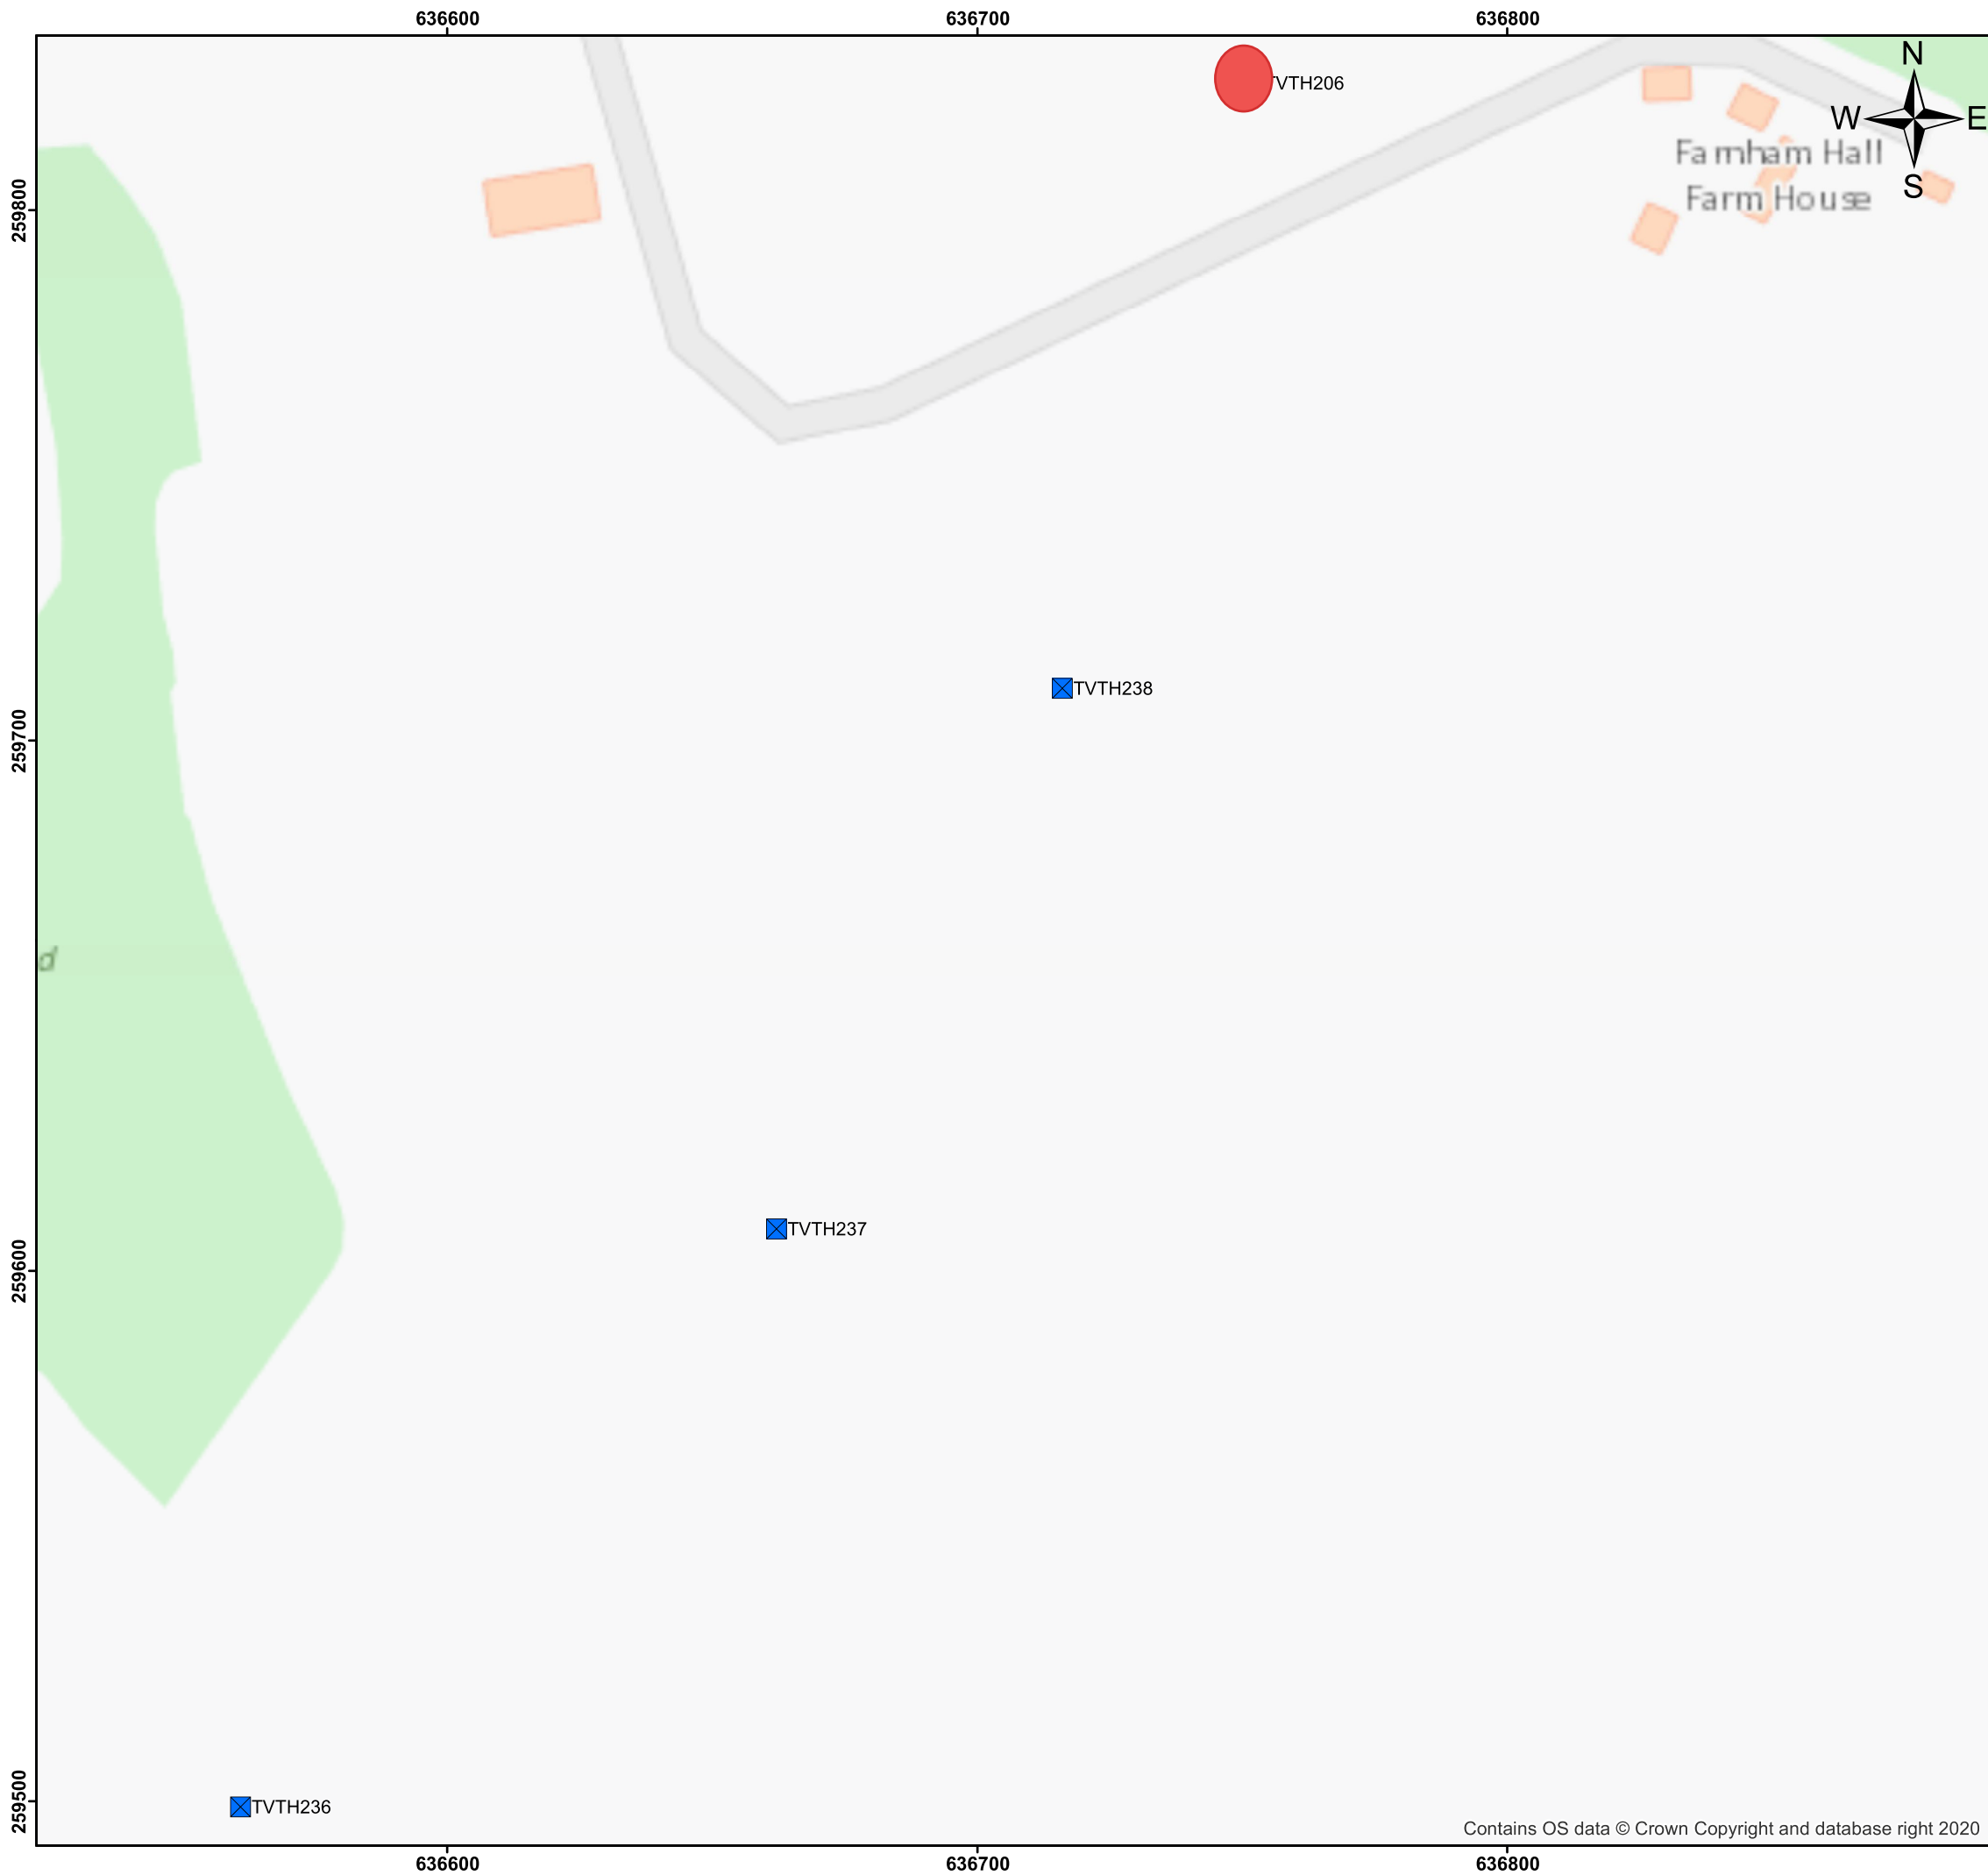 636600
636700
636800
N
W
E
S
VTH206
Farnham Hall
Farm House
259800
TVTH238
259700
d
TVTH237
259600
TVTH236
259500
Contains OS data © Crown Copyright and database right 2020
636600
636700
636800